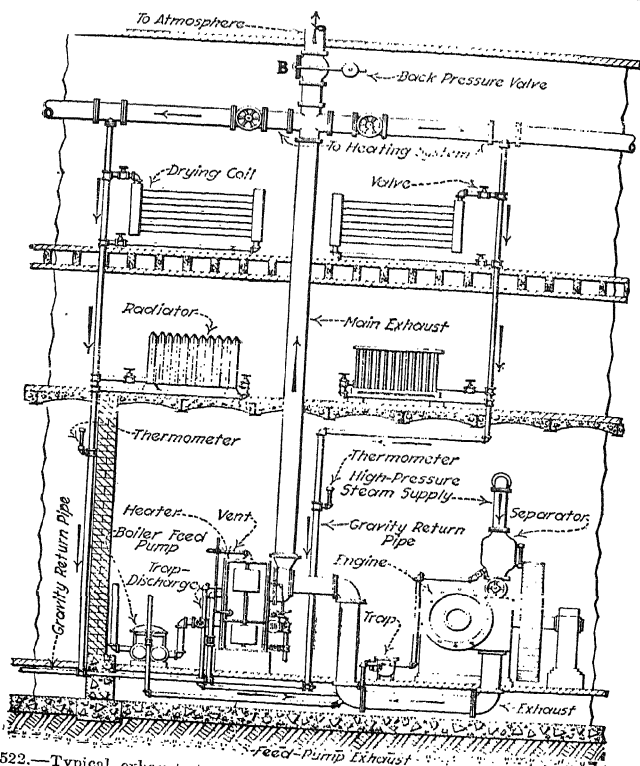 To Atmosphere
B
Back Pressure Valve
To Heating System
Drying Coil
Valve
Radiator
Main Exhaust
Thermometer
Thermometer
High-Pressure
Steam Supply
Separator
Gravity Return
Pipe
Heater
Vent
Boiler Feed
Pump
Trap-
Discharge
Engine
Trap
Gravity Return Pipe
Exhaust
Feed-Pump Exhaust
522.—Typical